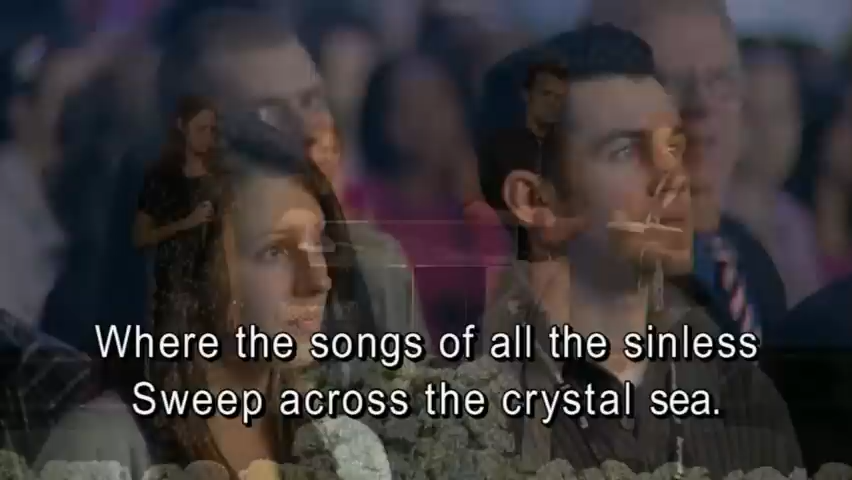 Where the songs of all the sinless
Sweep across the crystal sea.